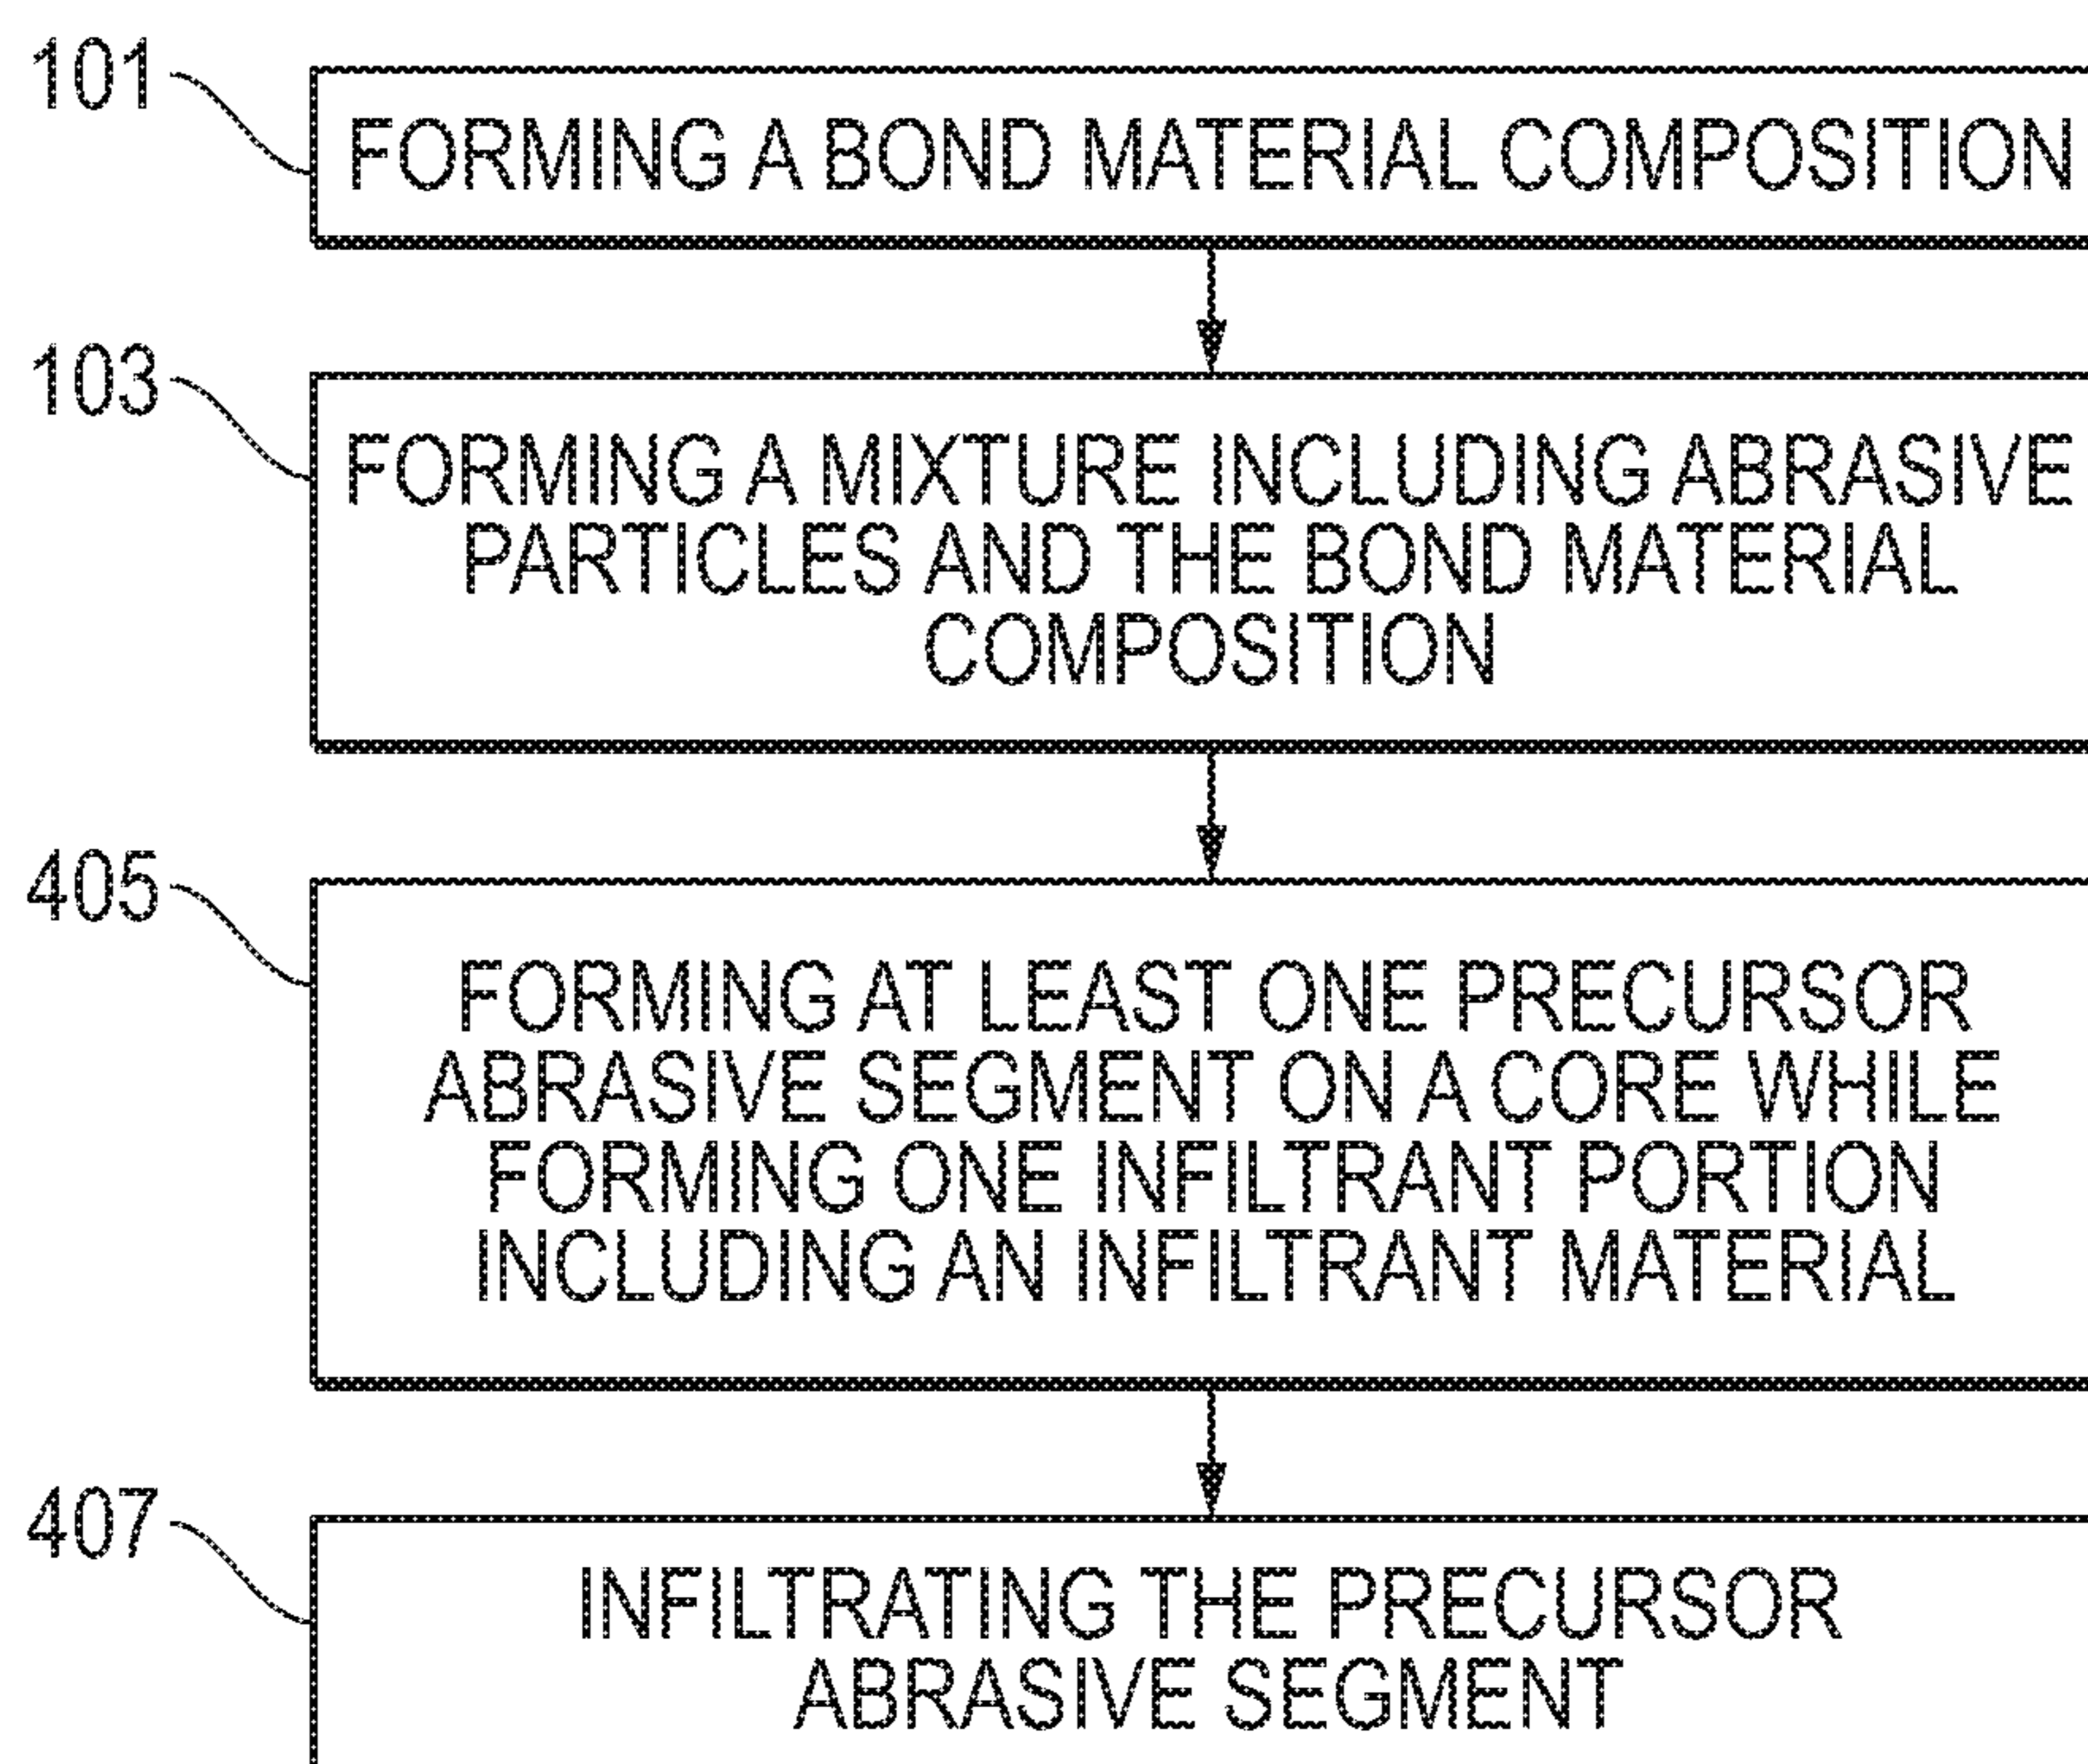 101
FORMING A BOND MATERIAL COMPOSITION
103
FORMING A MIXTURE INCLUDING ABRASIVE
PARTICLES AND THE BOND MATERIAL
COMPOSITION
405
FORMING AT LEAST ONE PRECURSOR
ABRASIVE SEGMENT ON A CORE WHILE
FORMING ONE INFILTRANT PORTION
INCLUDING AN INFILTRANT MATERIAL
407
INFILTRATING THE PRECURSOR
ABRASIVE SEGMENT